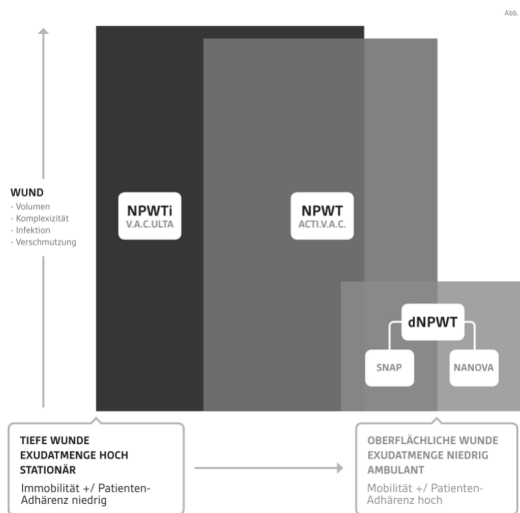 Abb.
WUND
- Volumen
- Komplexizität
- Infektion
- Verschmutzung
NPWTi
V.A.C.ULTA
NPWT
ACTI.V.A.C.
dNPWT
SNAP
NANOVA
TIEFE WUNDE
EXUDATMENGE HOCH
STATIONÄR
Immobilität +/ Patienten-
Adhärenz niedrig
OBERFLÄCHLICHE WUNDE
EXUDATMENGE NIEDRIG
AMBULANT
Mobilität +/ Patienten-
Adhärenz hoch